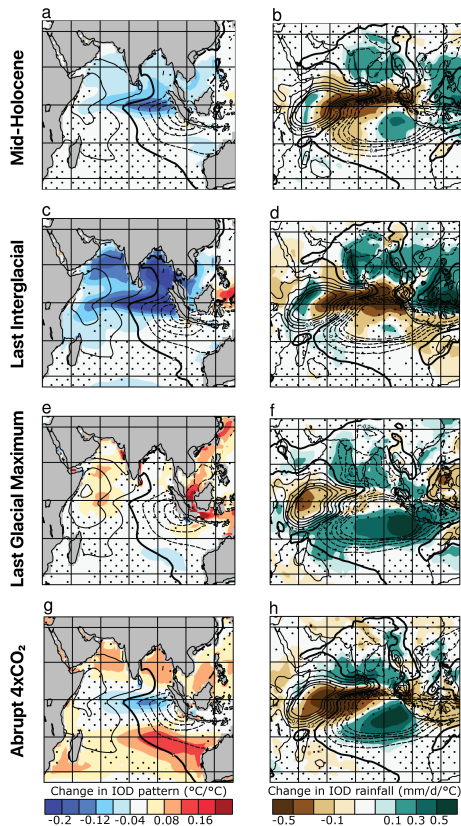 a
b
Mid-Holocene
c
d
Last Interglacial
e
f
Last Glacial Maximum
g
h
Abrupt 4xCO₂
Change in IOD pattern (°C/°C)
Change in IOD rainfall (mm/d/°C)
-0.2 -0.12 -0.04 0.08 0.16
-0.5 -0.1 0.1 0.3 0.5